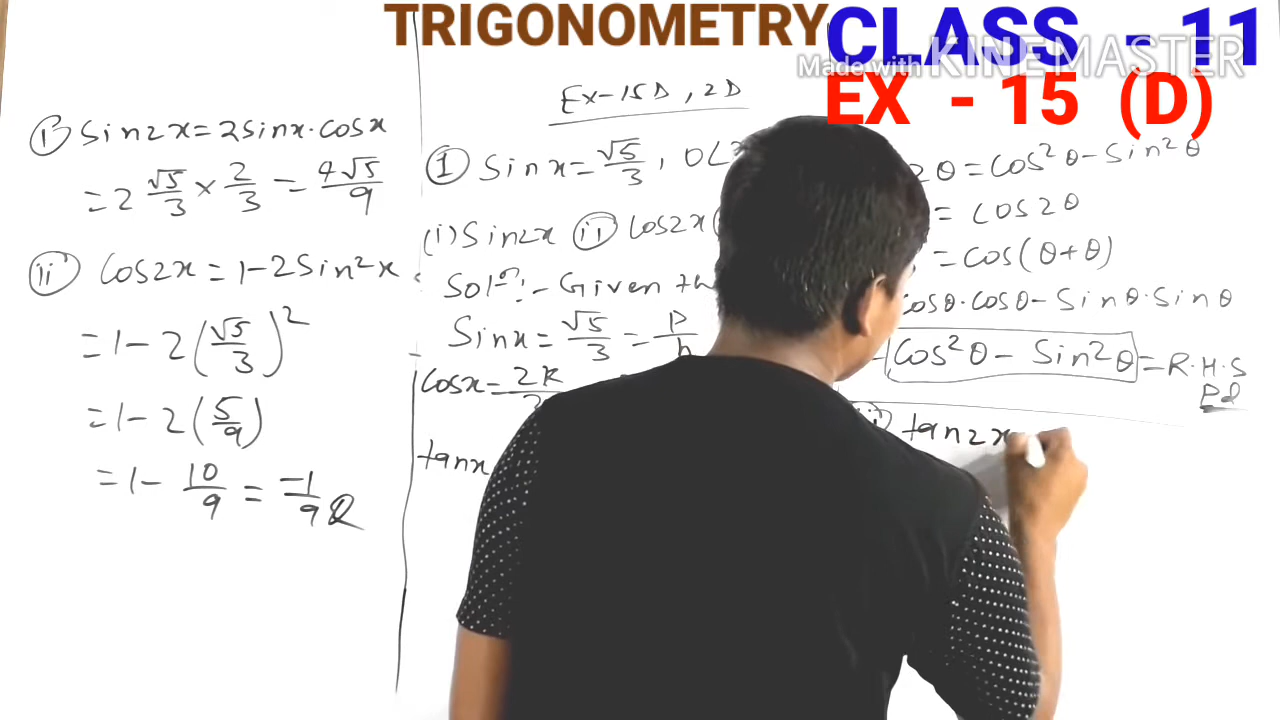 TRIGONOMETRY
CLASS - 11
Made with KINEMASTER
EX - 15 (D)
(i) Sin2x = 2Sinx·Cosx
= 2 √5/3 × 2/3 = 4√5/9
(ii) Cos2x = 1-2Sin²x
= 1-2(√5/3)²
= 1-2(5/9)
= 1- 10/9 = -1/9
Ex-15D, 2D
(1) Sinx = √5/3, 0<
(i) Sin2x (ii) Cos2x
Solⁿ:- Given th
Sinx = √5/3 = P/h
Cosx = 2k
tanx
2θ = Cos²θ - Sin²θ
= Cos2θ
= Cos(θ+θ)
Cosθ·Cosθ - Sinθ·Sinθ
Cos²θ - Sin²θ = R.H.S
Pd
tan2x